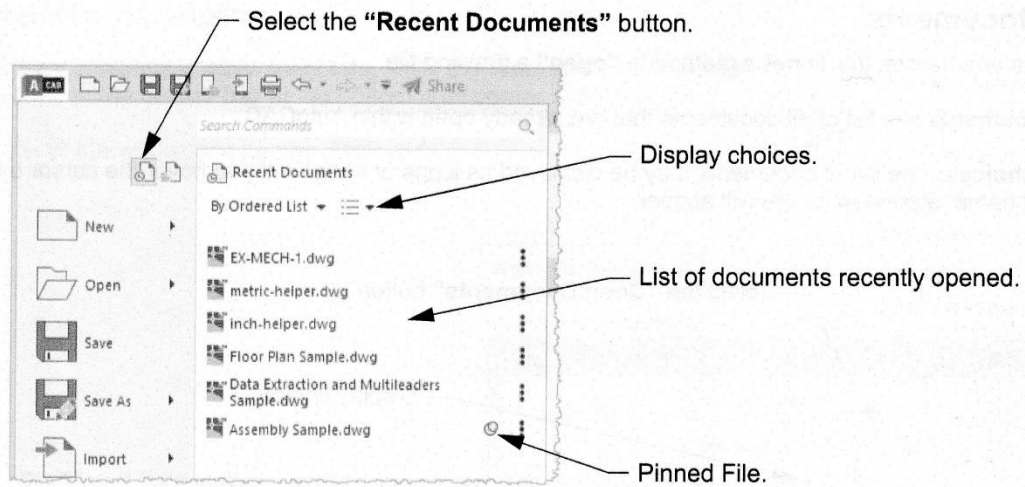 Select the “Recent Documents” button.
A CAD
Share
Search Commands
Recent Documents
Display choices.
By Ordered List
New
EX-MECH-1.dwg
List of documents recently opened.
Open
metric-helper.dwg
inch-helper.dwg
Save
Floor Plan Sample.dwg
Data Extraction and Multileaders
Sample.dwg
Save As
Assembly Sample.dwg
Import
Pinned File.